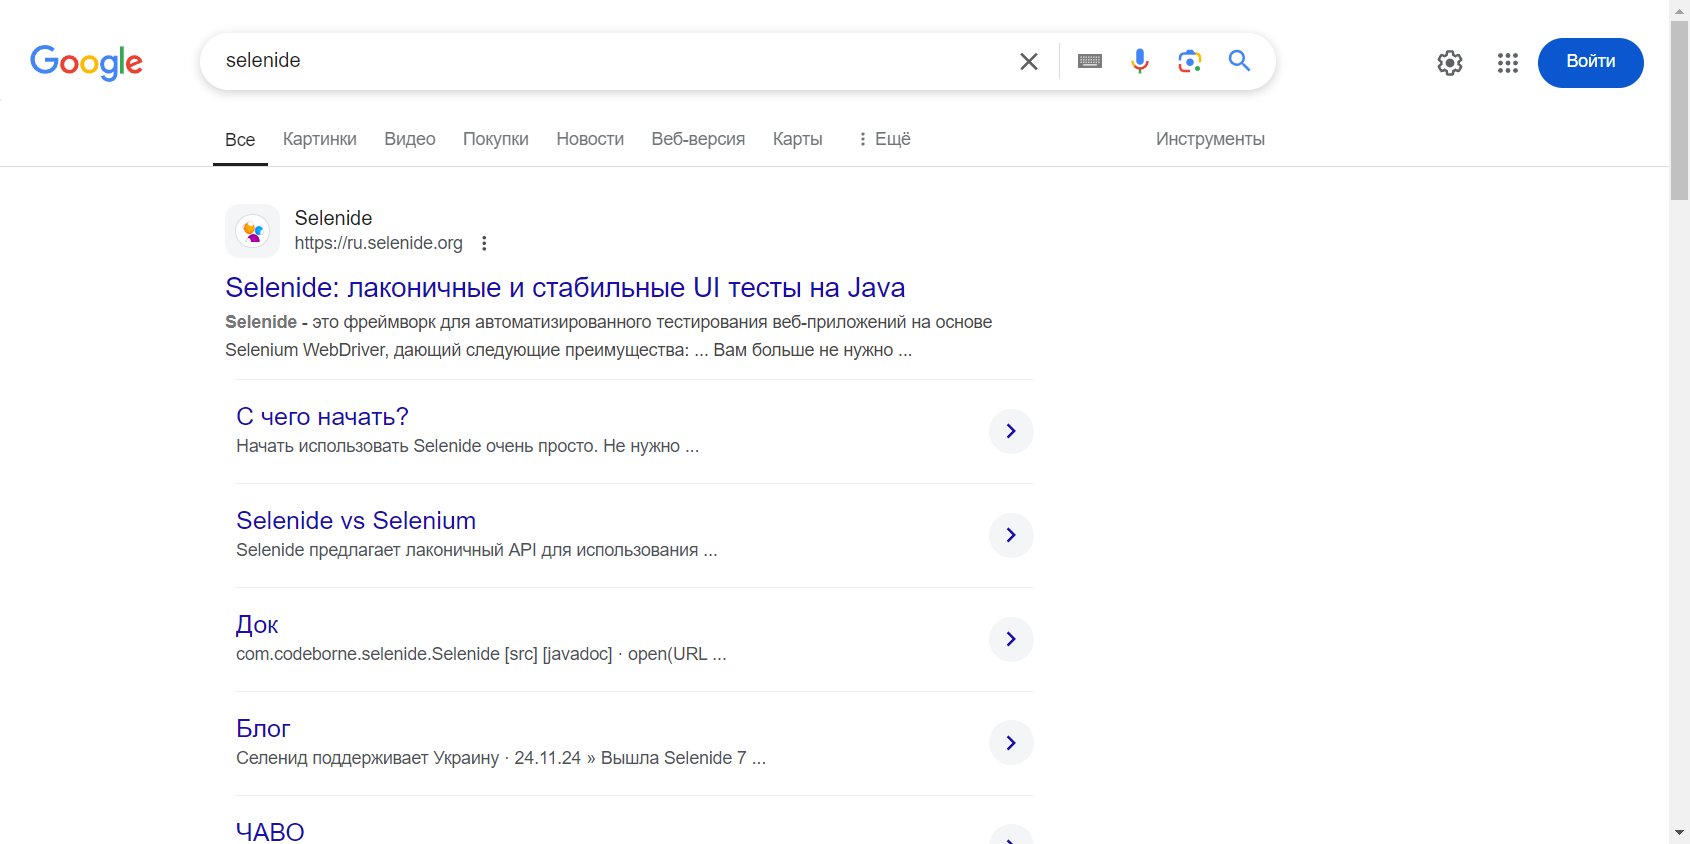 Google
selenide
Войти
Все Картинки Видео Покупки Новости Веб-версия Карты Ещё Инструменты
Selenide
https://ru.selenide.org
Selenide: лаконичные и стабильные UI тесты на Java
Selenide - это фреймворк для автоматизированного тестирования веб-приложений на основе
Selenium WebDriver, дающий следующие преимущества: ... Вам больше не нужно ...
С чего начать?
Начать использовать Selenide очень просто. Не нужно ...
Selenide vs Selenium
Selenide предлагает лаконичный API для использования ...
Док
com.codeborne.selenide.Selenide [src] [javadoc] · open(URL ...
Блог
Селенид поддерживает Украину · 24.11.24 » Вышла Selenide 7 ...
ЧАВО